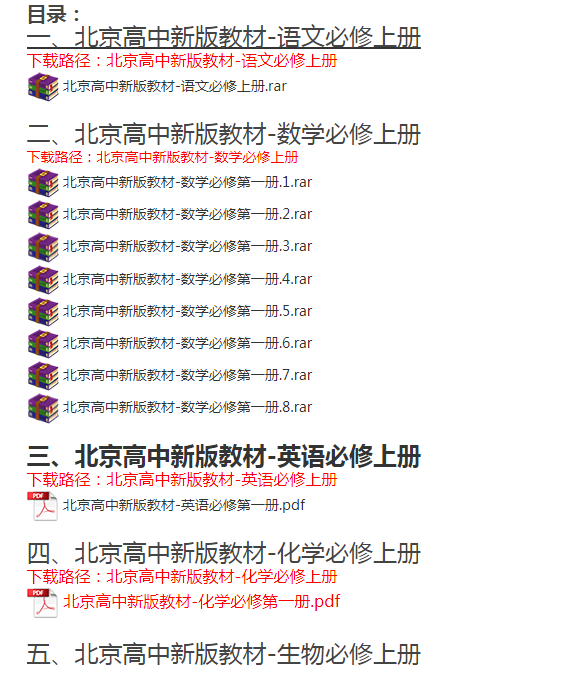 目录：
一、北京高中新版教材-语文必修上册
下载路径：北京高中新版教材-语文必修上册
北京高中新版教材-语文必修上册.rar
二、北京高中新版教材-数学必修上册
下载路径：北京高中新版教材-数学必修上册
北京高中新版教材-数学必修第一册.1.rar
北京高中新版教材-数学必修第一册.2.rar
北京高中新版教材-数学必修第一册.3.rar
北京高中新版教材-数学必修第一册.4.rar
北京高中新版教材-数学必修第一册.5.rar
北京高中新版教材-数学必修第一册.6.rar
北京高中新版教材-数学必修第一册.7.rar
北京高中新版教材-数学必修第一册.8.rar
三、北京高中新版教材-英语必修上册
下载路径：北京高中新版教材-英语必修上册
PDF 北京高中新版教材-英语必修第一册.pdf
四、北京高中新版教材-化学必修上册
下载路径：北京高中新版教材-化学必修上册
PDF 北京高中新版教材-化学必修第一册.pdf
五、北京高中新版教材-生物必修上册